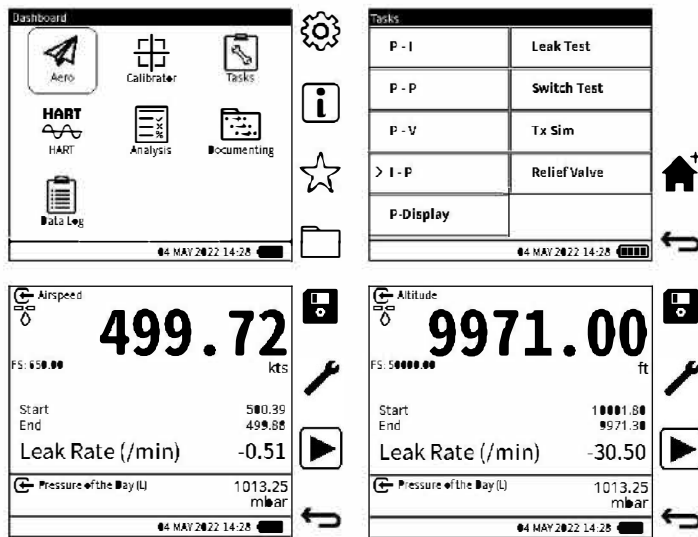 Dashboard
Aero
Calibrator
Tasks
HART
HART
Analysis
Documenting
Data Log
04 MAY 2022 14:28
Tasks
P - I
Leak Test
P - P
Switch Test
P - V
Tx Sim
> I - P
Relief Valve
P-Display
04 MAY 2022 14:28
Airspeed
499.72
FS: 650.00
kts
Start 500.39
End 499.88
Leak Rate (/min) -0.51
Pressure of the Day (L) 1013.25
mbar
04 MAY 2022 14:28
Altitude
9971.00
FS: 50000.00
ft
Start 10001.80
End 9971.30
Leak Rate (/min) -30.50
Pressure of the Day (L) 1013.25
mbar
04 MAY 2022 14:28